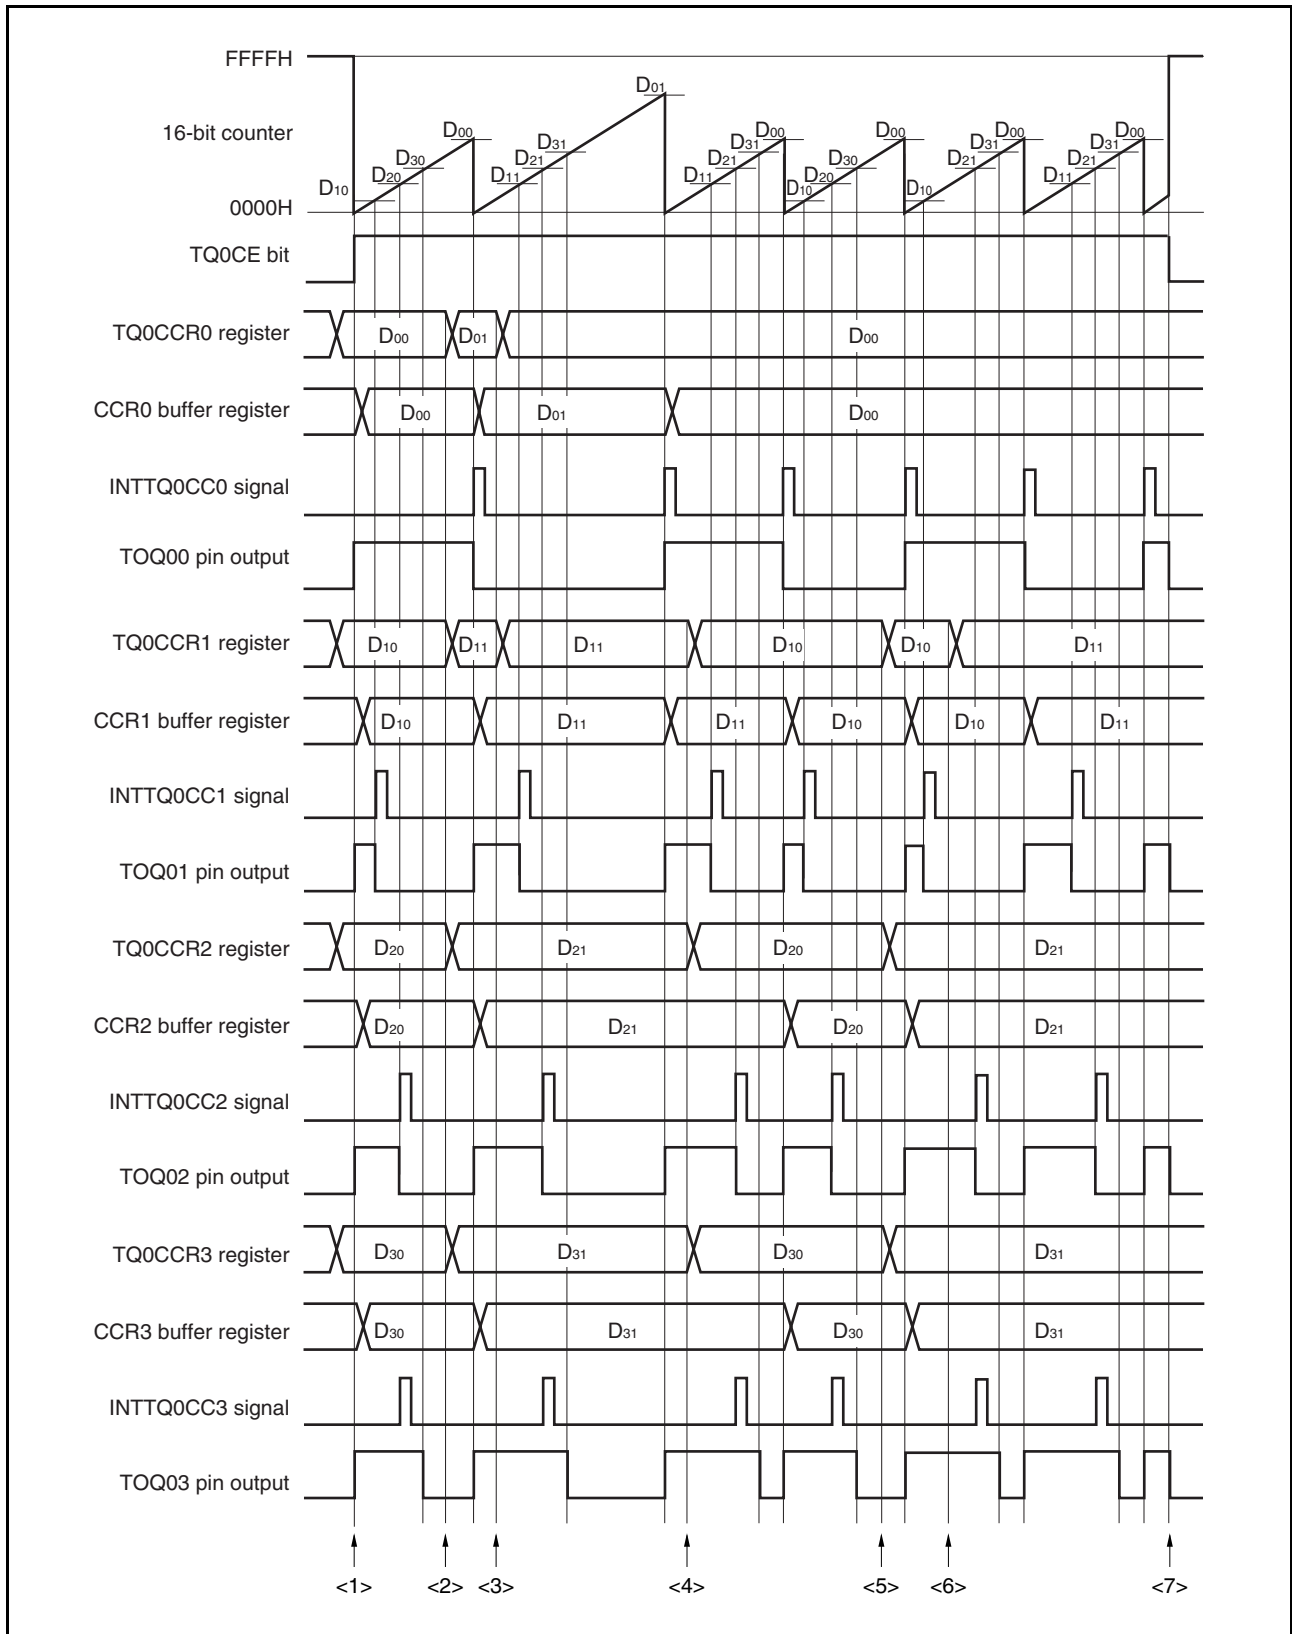 FFFFH
16-bit counter
0000H
D10 D20 D30 D00 D11 D21 D31 D01 D11 D21 D31 D00 D10 D20 D30 D00 D10 D21 D31 D00 D11 D21 D31 D00
TQ0CE bit
TQ0CCR0 register D00 D01 D00
CCR0 buffer register D00 D01 D00
INTTQ0CC0 signal
TOQ00 pin output
TQ0CCR1 register D10 D11 D11 D10 D10 D11
CCR1 buffer register D10 D11 D11 D10 D10 D11
INTTQ0CC1 signal
TOQ01 pin output
TQ0CCR2 register D20 D21 D20 D21
CCR2 buffer register D20 D21 D20 D21
INTTQ0CC2 signal
TOQ02 pin output
TQ0CCR3 register D30 D31 D30 D31
CCR3 buffer register D30 D31 D30 D31
INTTQ0CC3 signal
TOQ03 pin output
<1> <2> <3> <4> <5> <6> <7>